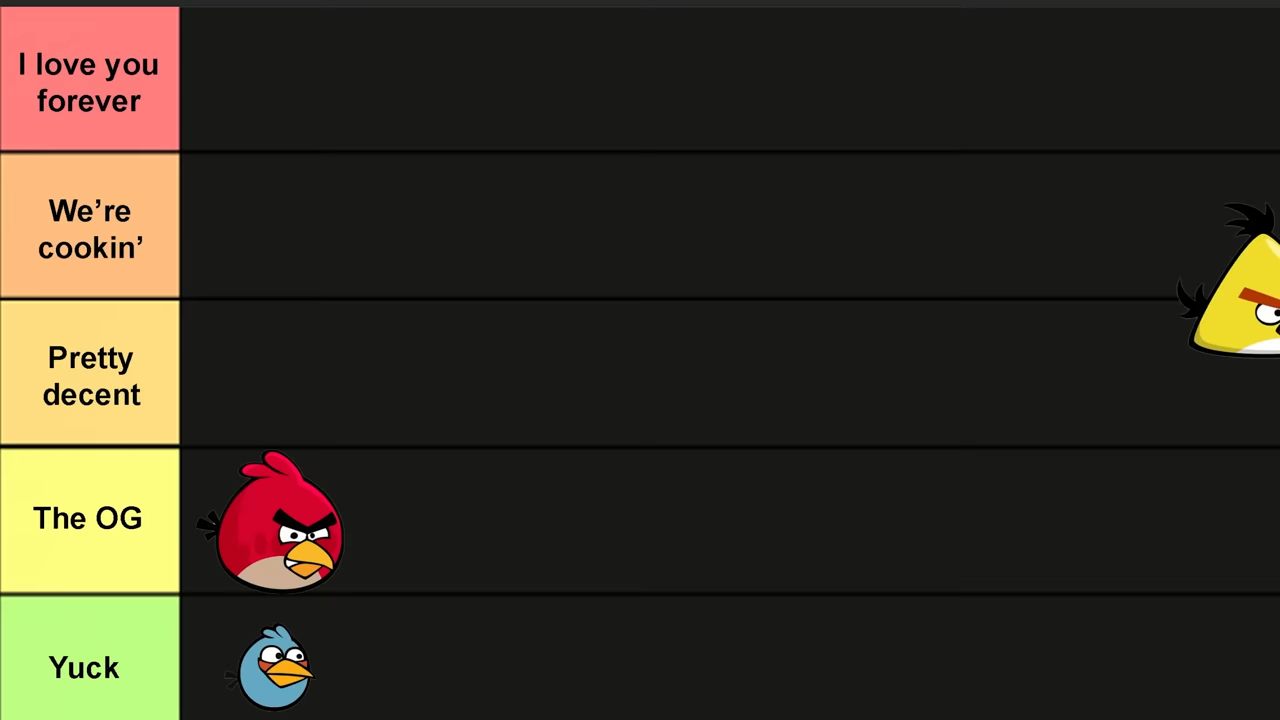 I love you
forever
We’re
cookin’
Pretty
decent
The OG
Yuck